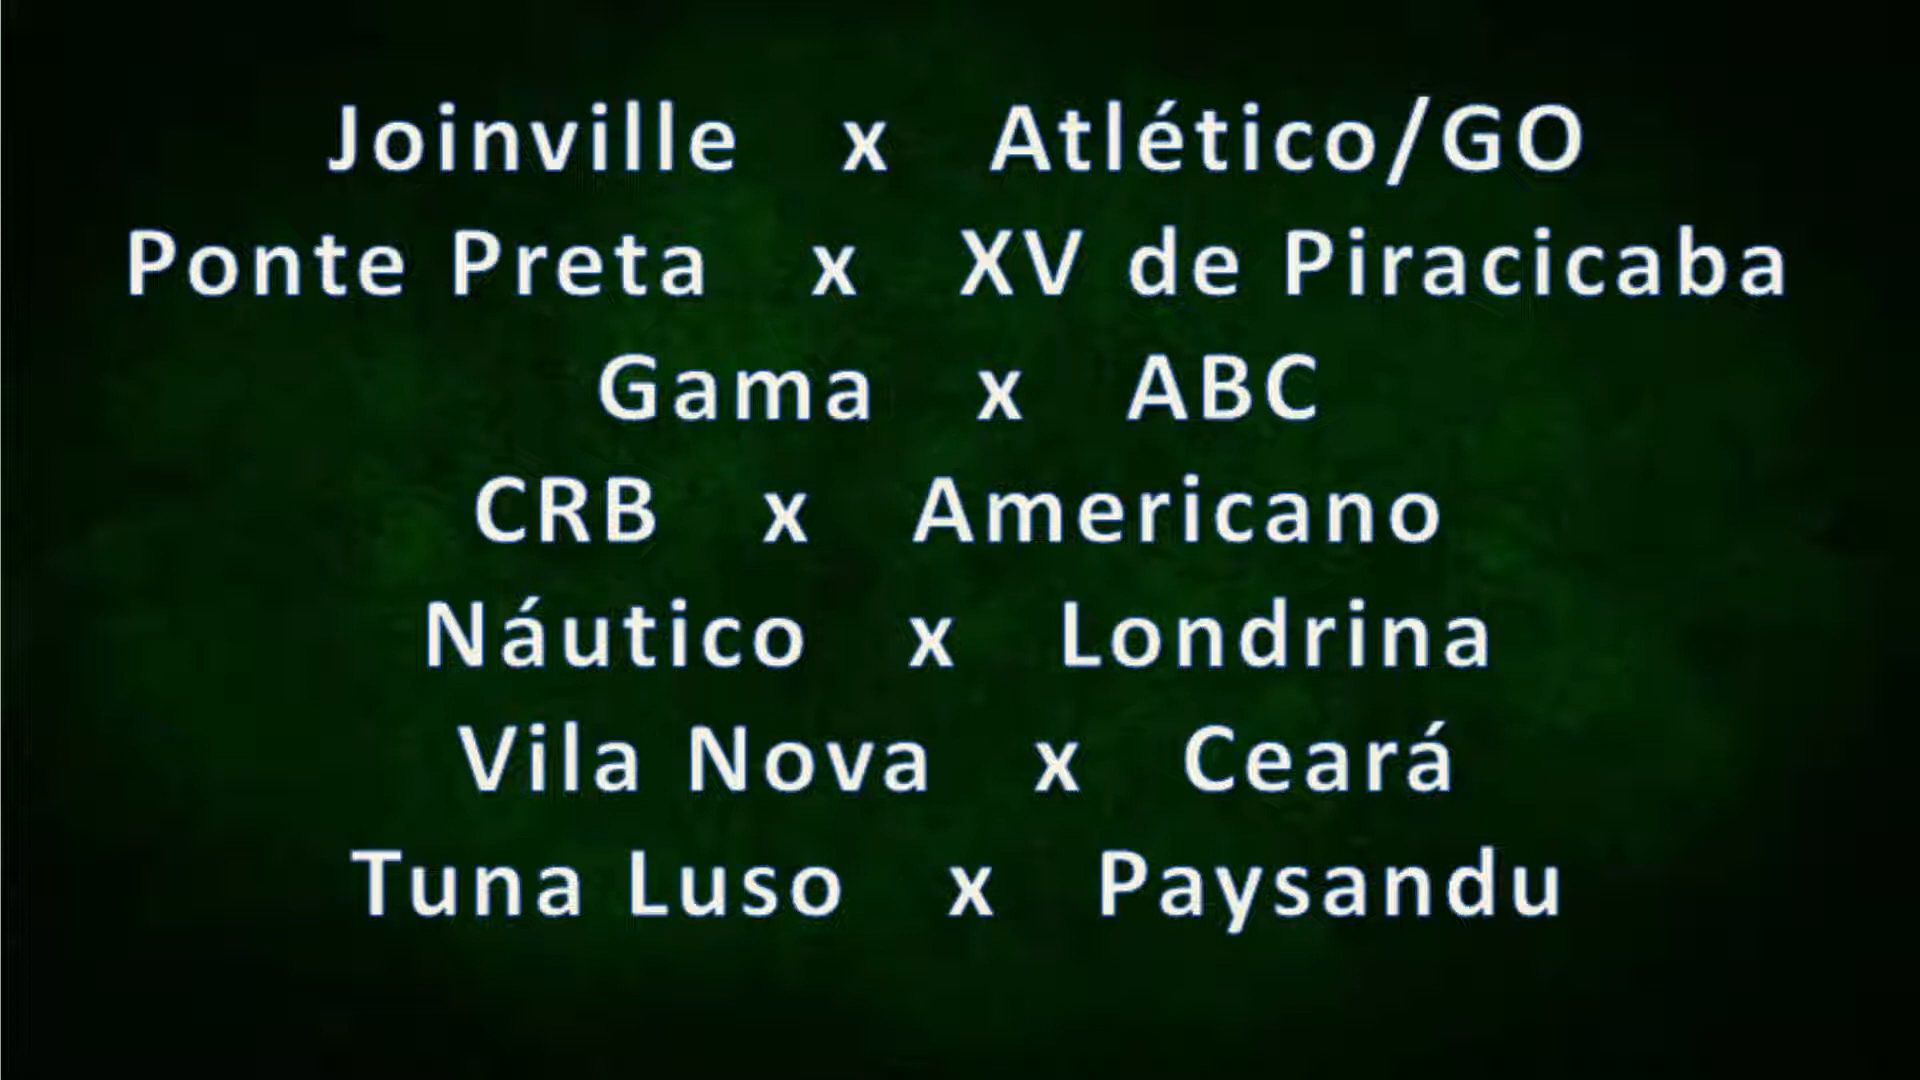 Joinville x Atlético/GO
Ponte Preta x XV de Piracicaba
Gama x ABC
CRB x Americano
Náutico x Londrina
Vila Nova x Ceará
Tuna Luso x Paysandu